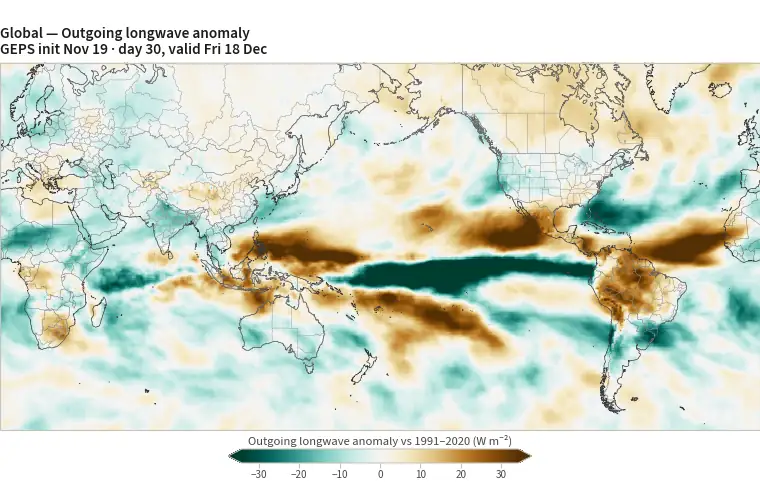 Global — Outgoing longwave anomaly
GEPS init Nov 19 · day 30, valid Fri 18 Dec
Outgoing longwave anomaly vs 1991–2020 (W m⁻²)
−30 −20 −10 0 10 20 30